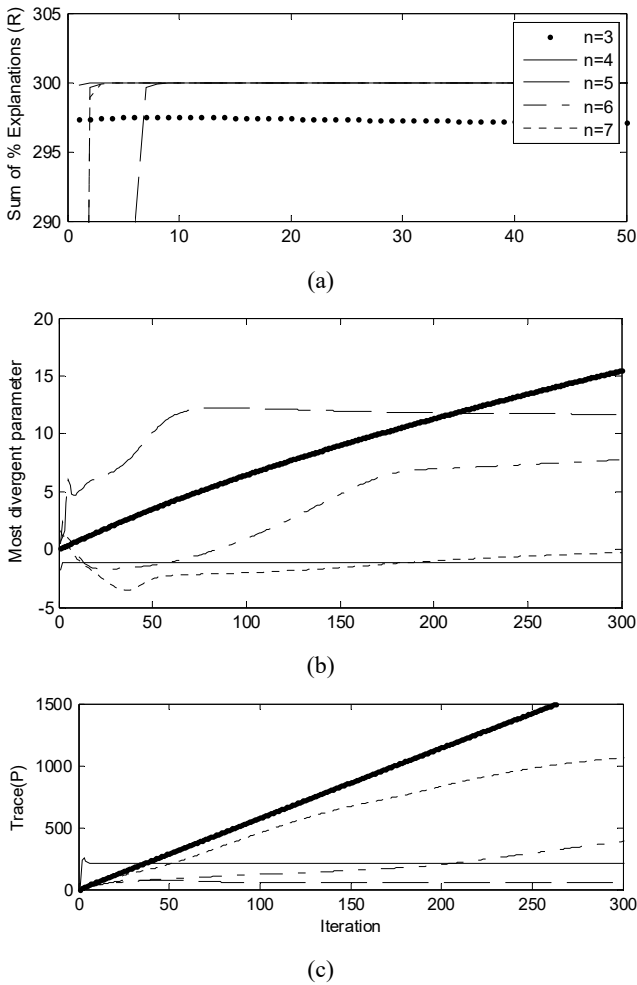 305
300
295
290
Sum of % Explanations (R)
n=3
n=4
n=5
n=6
n=7
0 10 20 30 40 50
(a)
20
15
10
5
0
-5
Most divergent parameter
0 50 100 150 200 250 300
(b)
1500
1000
500
0
Trace(P)
0 50 100 150 200 250 300
Iteration
(c)